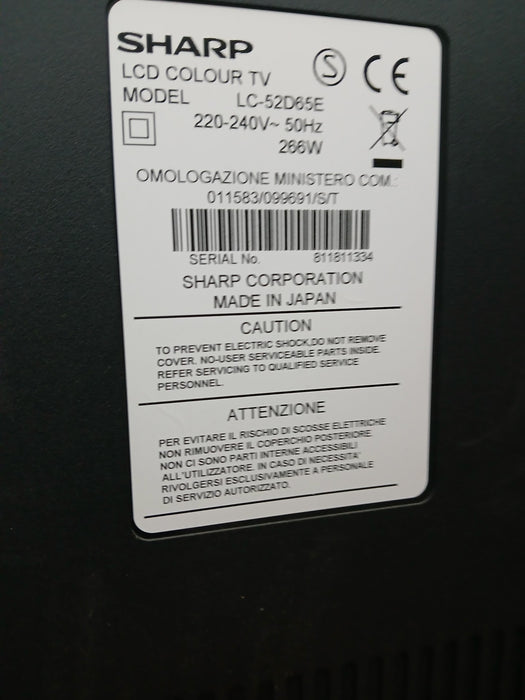 SHARP
LCD COLOUR TV
MODEL LC-52D65E
220-240V~ 50Hz
266W
S
CE
OMOLOGAZIONE MINISTERO COM.:
011583/099691/S/T
SERIAL No. 811811334
SHARP CORPORATION
MADE IN JAPAN
CAUTION
TO PREVENT ELECTRIC SHOCK,DO NOT REMOVE
COVER. NO-USER SERVICEABLE PARTS INSIDE.
REFER SERVICING TO QUALIFIED SERVICE
PERSONNEL.
ATTENZIONE
PER EVITARE IL RISCHIO DI SCOSSE ELETTRICHE
NON RIMUOVERE IL COPERCHIO POSTERIORE.
NON CI SONO PARTI INTERNE ACCESSIBILI
ALL'UTILIZZATORE. IN CASO DI NECESSITA'
RIVOLGERSI ESCLUSIVAMENTE A PERSONALE
DI SERVIZIO AUTORIZZATO.